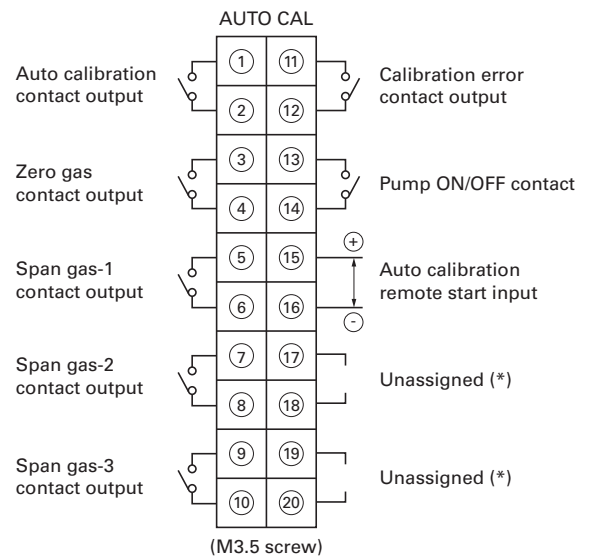 AUTO CAL
Auto calibration
contact output
1 11
2 12
Calibration error
contact output
Zero gas
contact output
3 13
4 14
Pump ON/OFF contact
Span gas-1
contact output
5 15
6 16
+
-
Auto calibration
remote start input
Span gas-2
contact output
7 17
8 18
Unassigned (*)
Span gas-3
contact output
9 19
10 20
Unassigned (*)
(M3.5 screw)